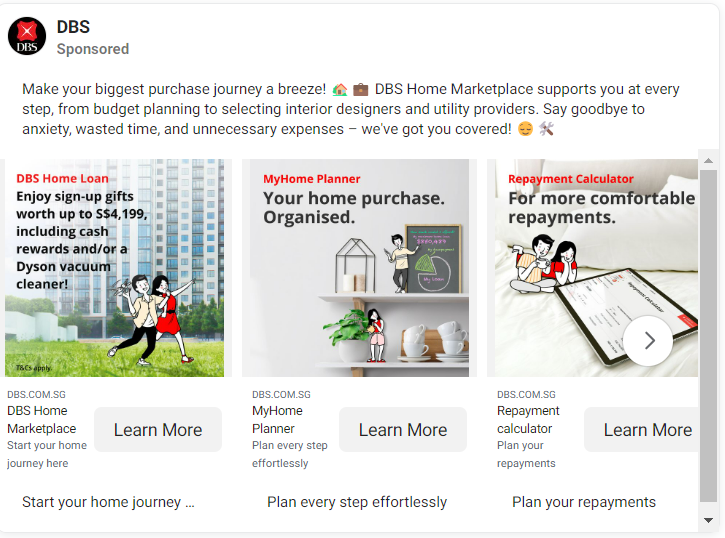 DBS
DBS
Sponsored
Make your biggest purchase journey a breeze! 🏠 💼 DBS Home Marketplace supports you at every
step, from budget planning to selecting interior designers and utility providers. Say goodbye to
anxiety, wasted time, and unnecessary expenses – we've got you covered! 😌 🛠️
DBS Home Loan
Enjoy sign-up gifts
worth up to S$4,199,
including cash
rewards and/or a
Dyson vacuum
cleaner!
T&Cs apply.
MyHome Planner
Your home purchase.
Organised.
My Loan
Repayment Calculator
For more comfortable
repayments.
Repayment Calculator
DBS.COM.SG
DBS Home
Marketplace
Start your home
journey here
Learn More
DBS.COM.SG
MyHome
Planner
Plan every step
effortlessly
Learn More
DBS.COM.SG
Repayment
calculator
Plan your
repayments
Learn More
Start your home journey ...
Plan every step effortlessly
Plan your repayments